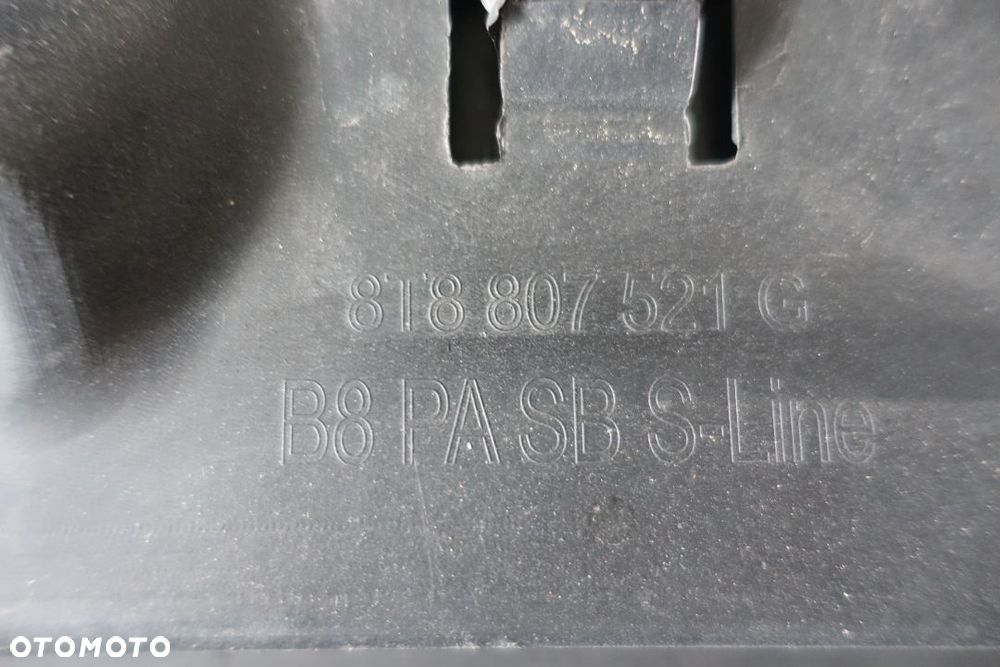 8T8 807 521 G
B8 PA SB S-Line
OTOMOTO